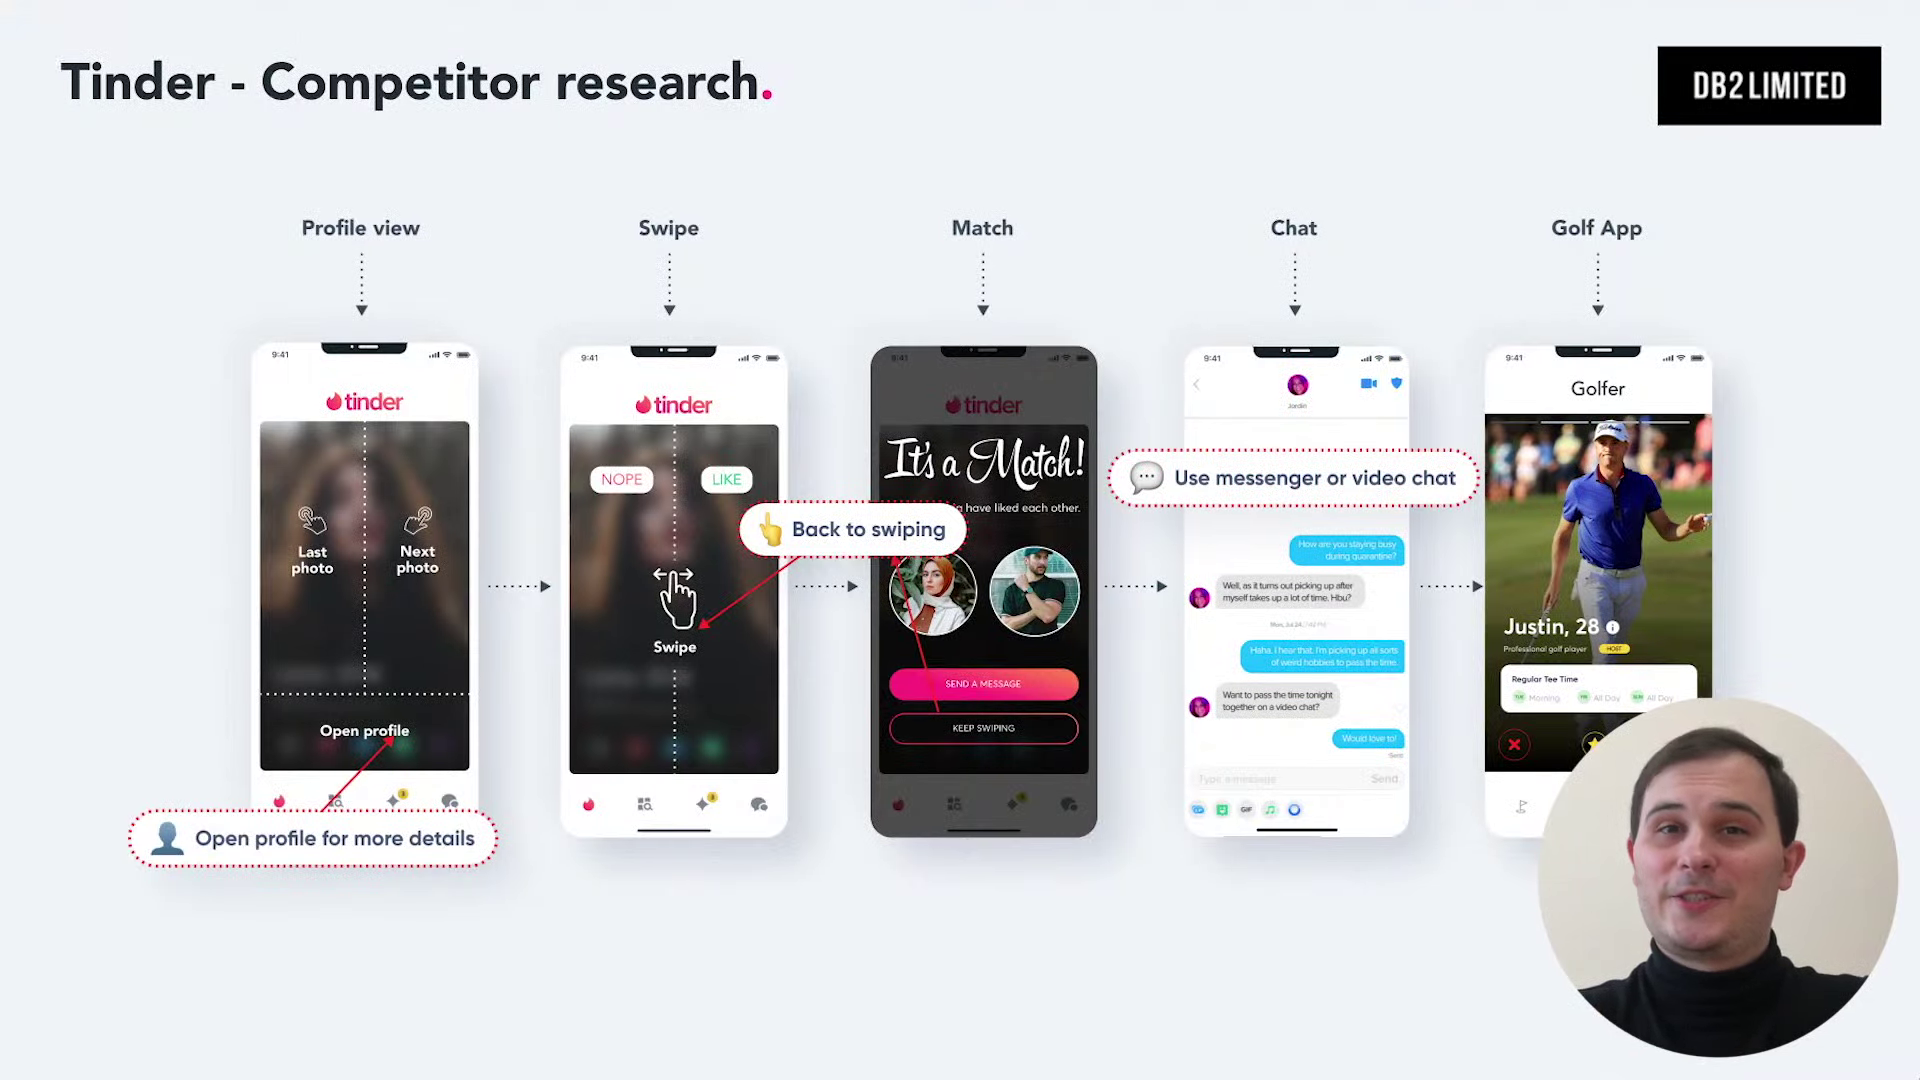 Tinder - Competitor research.
DB2 LIMITED
Profile view
Swipe
Match
Chat
Golf App
9:41
tinder
Last
photo
Next
photo
Open profile
Open profile for more details
9:41
tinder
NOPE
LIKE
Swipe
Back to swiping
9:41
tinder
It's a Match!
have liked each other.
SEND A MESSAGE
KEEP SWIPING
9:41
Jordin
Use messenger or video chat
How are you staying busy
during quarantine?
Well, as it turns out picking up after
myself takes up a lot of time. Hbu?
Haha. I hear that. I'm picking up all sorts
of weird hobbies to pass the time.
Want to pass the time tonight
together on a video chat?
Would love to!
Sent
Type a message
Send
GIF
9:41
Golfer
Justin, 28
Professional golf player
HOST
Regular Tee Time
TUE Morning
FRI All Day
SUN All Day